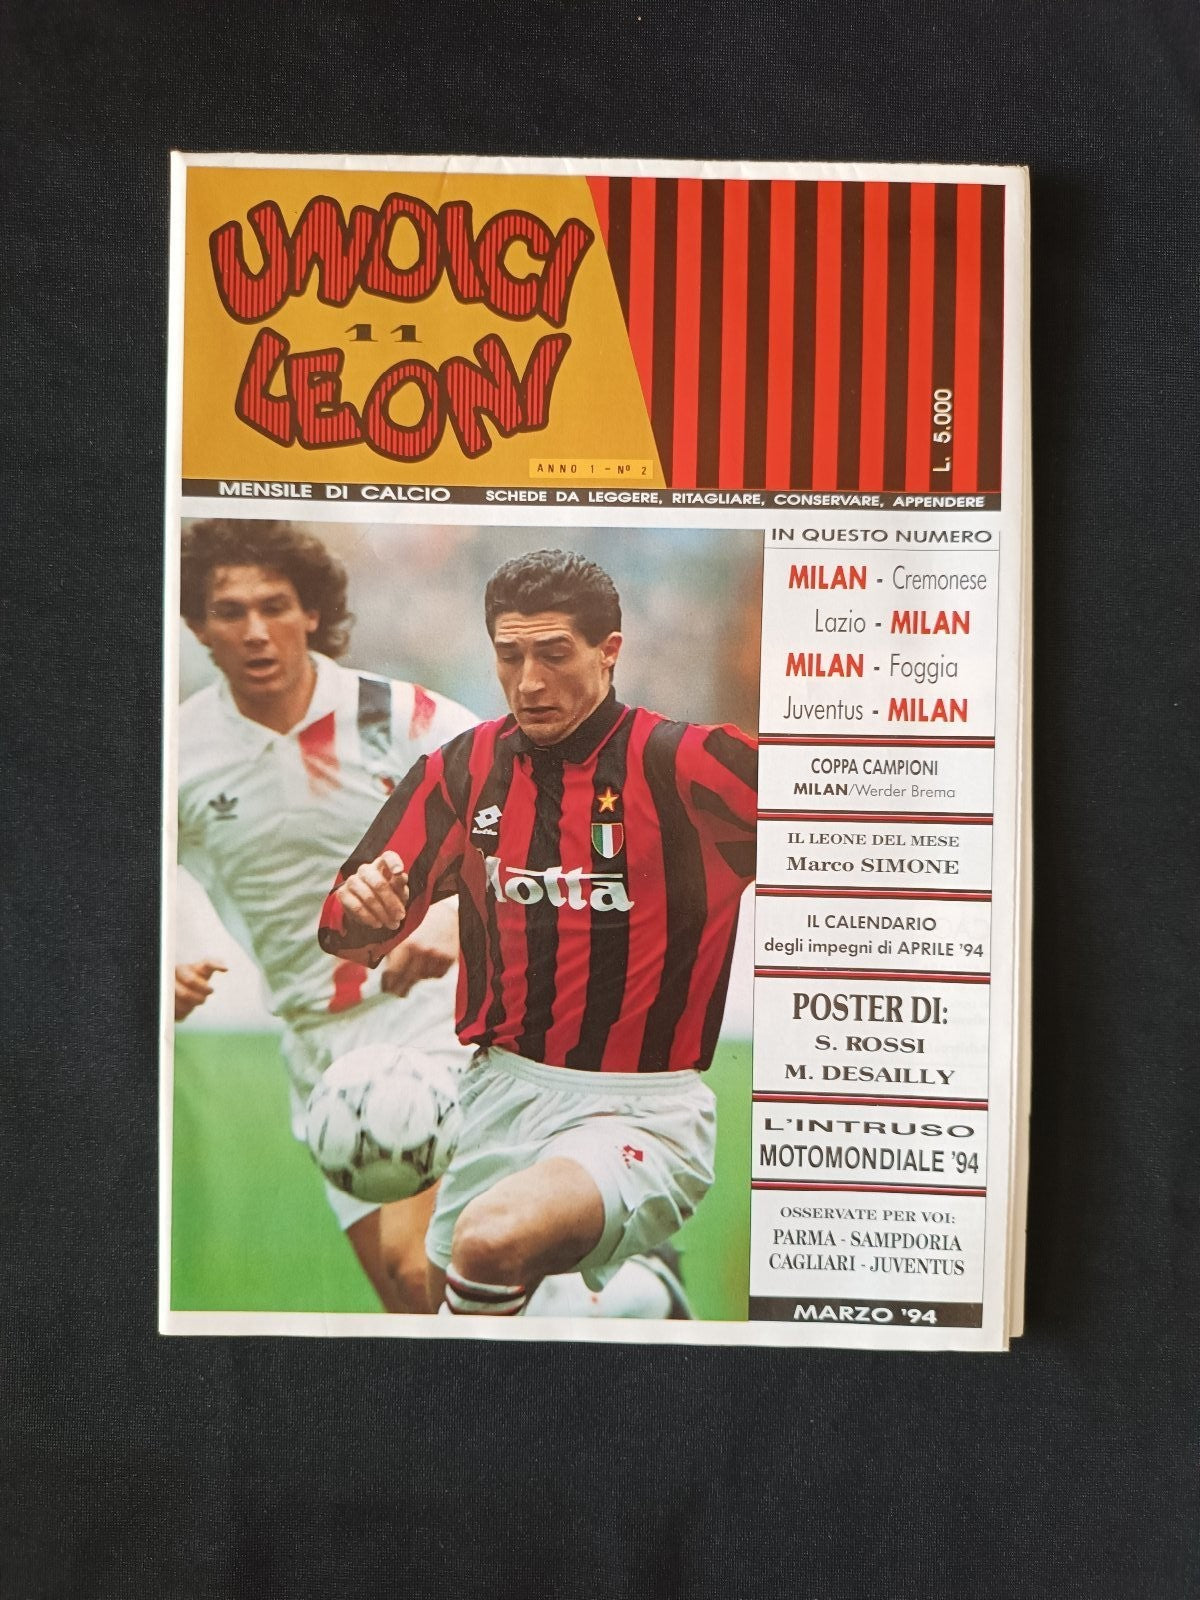 UNDICI
11
LEONI
ANNO 1 - Nº 2
L. 5.000
MENSILE DI CALCIO SCHEDE DA LEGGERE, RITAGLIARE, CONSERVARE, APPENDERE
IN QUESTO NUMERO
MILAN - Cremonese
Lazio - MILAN
MILAN - Foggia
Juventus - MILAN
COPPA CAMPIONI
MILAN/Werder Brema
IL LEONE DEL MESE
Marco SIMONE
IL CALENDARIO
degli impegni di APRILE '94
POSTER DI:
S. ROSSI
M. DESAILLY
L'INTRUSO
MOTOMONDIALE '94
OSSERVATE PER VOI:
PARMA - SAMPDORIA
CAGLIARI - JUVENTUS
MARZO '94
Motta